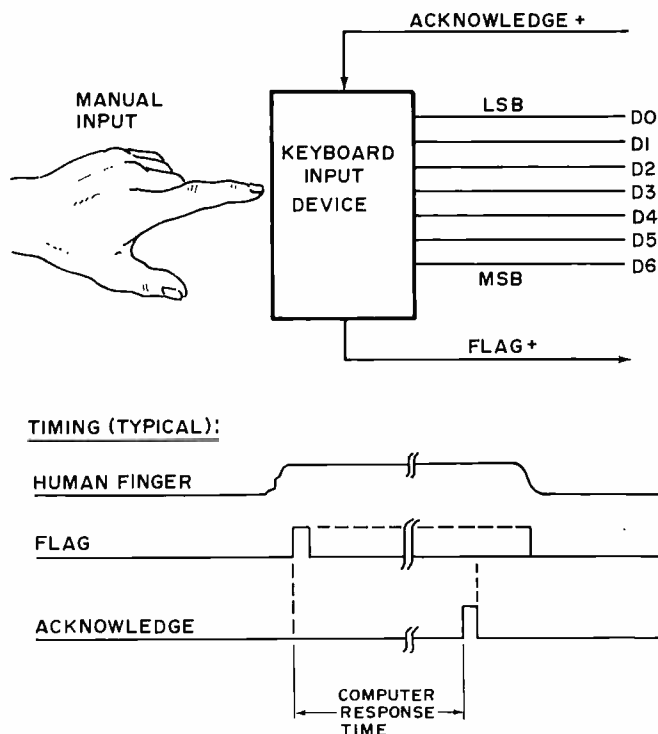 ACKNOWLEDGE +
MANUAL
INPUT
KEYBOARD
INPUT
DEVICE
LSB
D0
D1
D2
D3
D4
D5
D6
MSB
FLAG +
TIMING (TYPICAL):
HUMAN FINGER
FLAG
ACKNOWLEDGE
COMPUTER
RESPONSE
TIME